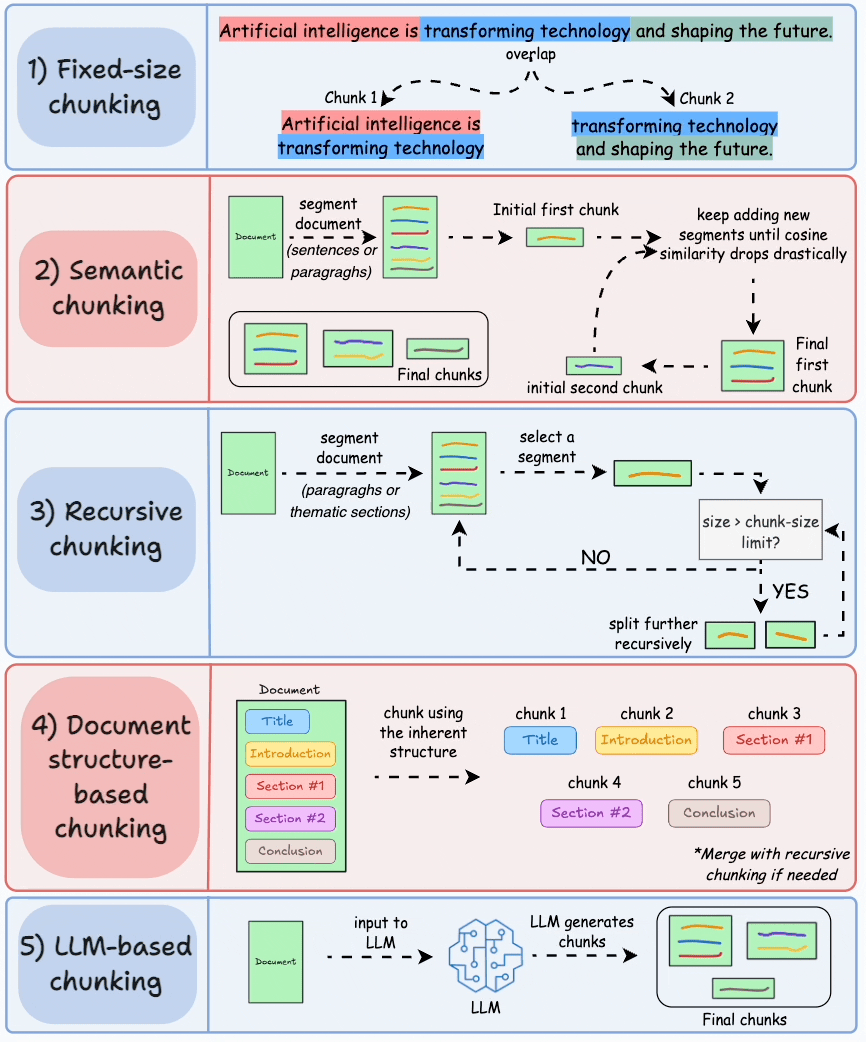 1) Fixed-size
chunking
Artificial intelligence is transforming technology and shaping the future.
overlap
Chunk 1
Chunk 2
Artificial intelligence is
transforming technology
transforming technology
and shaping the future.
2) Semantic
chunking
Document
segment
document
(sentences or
paragraghs)
Initial first chunk
keep adding new
segments until cosine
similarity drops drastically
Final
first
chunk
initial second chunk
Final chunks
3) Recursive
chunking
Document
segment
document
(paragraghs or
thematic sections)
select a
segment
size > chunk-size
limit?
NO
YES
split further
recursively
4) Document
structure-
based
chunking
Document
Title
Introduction
Section #1
Section #2
Conclusion
chunk using
the inherent
structure
chunk 1
chunk 2
chunk 3
Title
Introduction
Section #1
chunk 4
chunk 5
Section #2
Conclusion
*Merge with recursive
chunking if needed
5) LLM-based
chunking
Document
input to
LLM
LLM
LLM generates
chunks
Final chunks